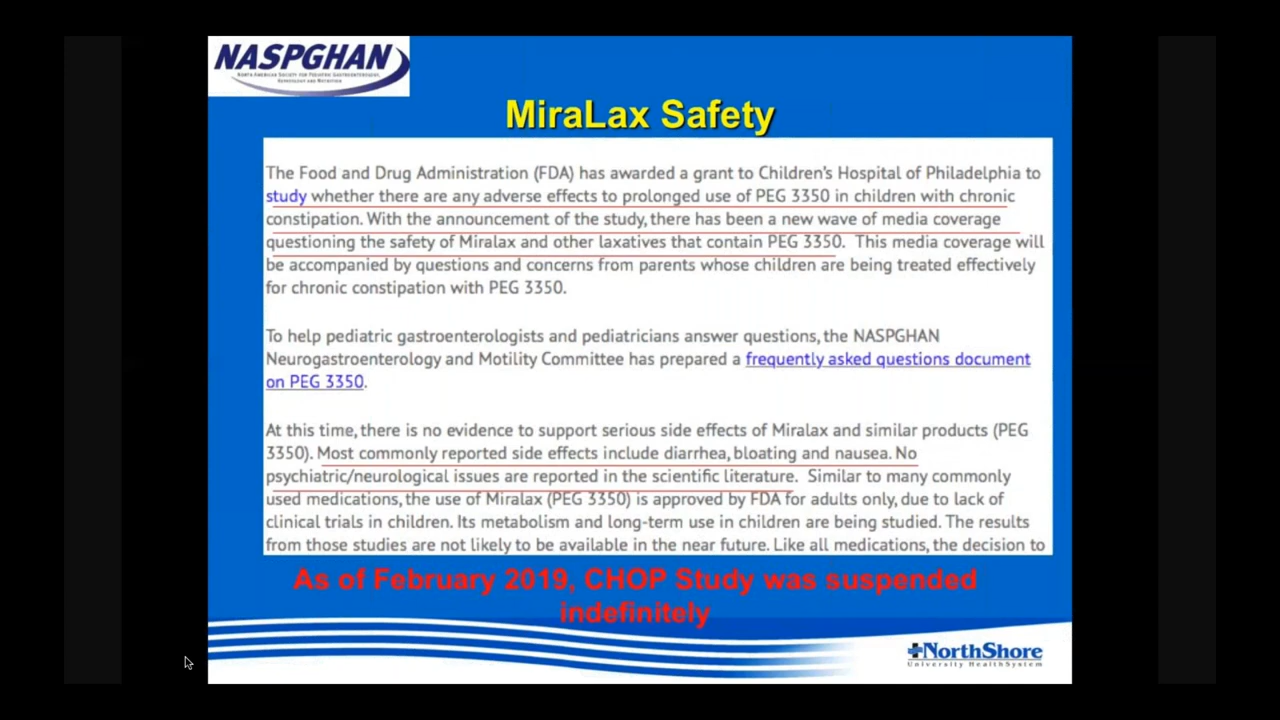 NASPGHAN
NORTH AMERICAN SOCIETY FOR PEDIATRIC GASTROENTEROLOGY,
HEPATOLOGY AND NUTRITION
MiraLax Safety
The Food and Drug Administration (FDA) has awarded a grant to Children's Hospital of Philadelphia to
study whether there are any adverse effects to prolonged use of PEG 3350 in children with chronic
constipation. With the announcement of the study, there has been a new wave of media coverage
questioning the safety of Miralax and other laxatives that contain PEG 3350. This media coverage will
be accompanied by questions and concerns from parents whose children are being treated effectively
for chronic constipation with PEG 3350.
To help pediatric gastroenterologists and pediatricians answer questions, the NASPGHAN
Neurogastroenterology and Motility Committee has prepared a frequently asked questions document
on PEG 3350.
At this time, there is no evidence to support serious side effects of Miralax and similar products (PEG
3350). Most commonly reported side effects include diarrhea, bloating and nausea. No
psychiatric/neurological issues are reported in the scientific literature. Similar to many commonly
used medications, the use of Miralax (PEG 3350) is approved by FDA for adults only, due to lack of
clinical trials in children. Its metabolism and long-term use in children are being studied. The results
from those studies are not likely to be available in the near future. Like all medications, the decision to
As of February 2019, CHOP Study was suspended
indefinitely
NorthShore
University HealthSystem